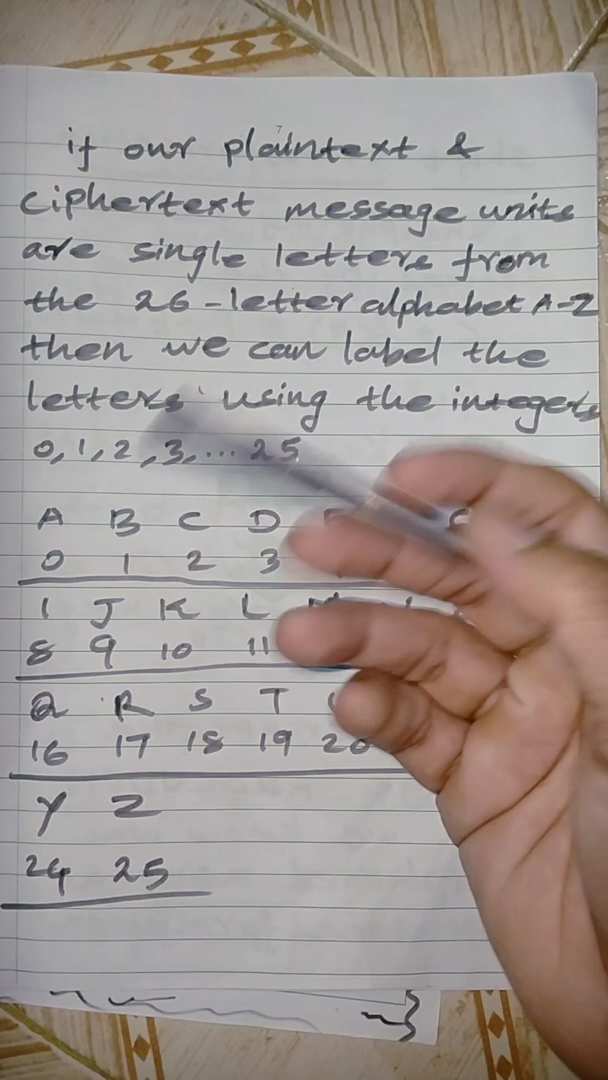 if our plaintext &
ciphertext message units
are single letters from
the 26-letter alphabet A-Z
then we can label the
letters using the integers
0, 1, 2, 3, ... 25
A B C D
0 1 2 3
I J K L
8 9 10 11
Q R S T
16 17 18 19 20
Y Z
24 25